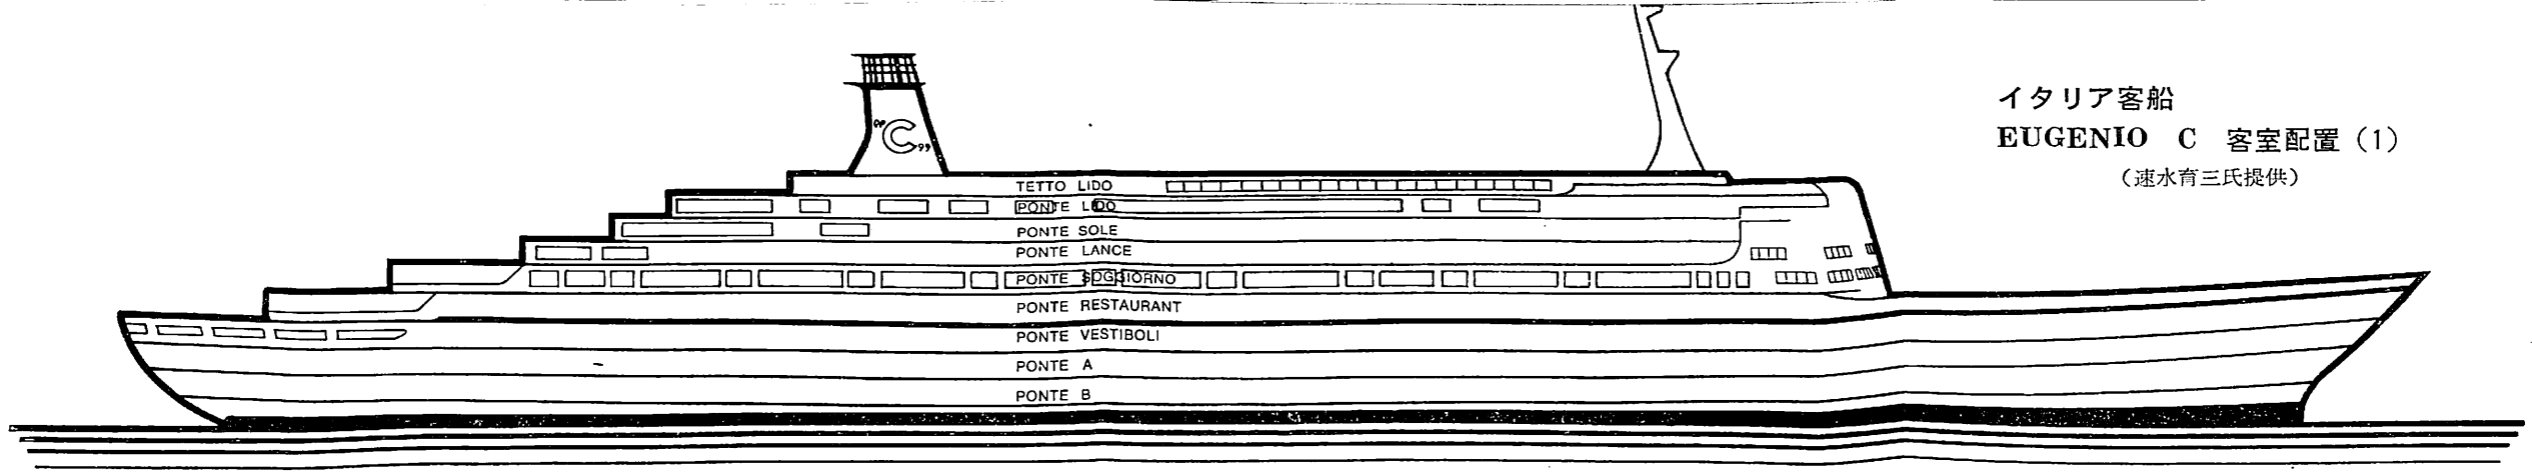 イタリア客船
EUGENIO C 客室配置 (1)
(速水育三氏提供)
“C”
TETTO LIDO
PONTE LIDO
PONTE SOLE
PONTE LANCE
PONTE SOGGIORNO
PONTE RESTAURANT
PONTE VESTIBOLI
PONTE A
PONTE B